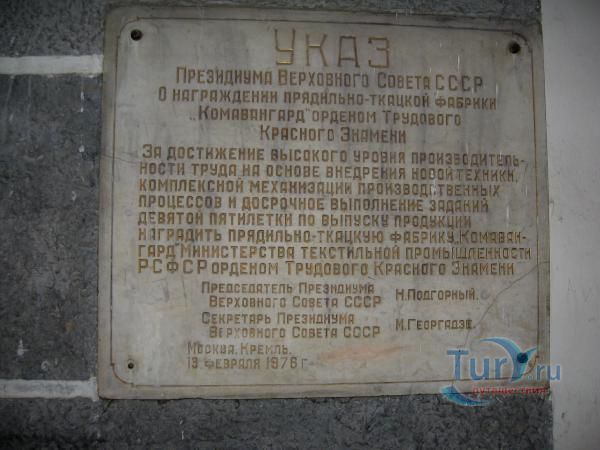 УКАЗ
ПРЕЗИДИУМА ВЕРХОВНОГО СОВЕТА СССР
О НАГРАЖДЕНИИ ПРЯДИЛЬНО-ТКАЦКОЙ ФАБРИКИ
„КОМАВАНГАРД" ОРДЕНОМ ТРУДОВОГО
КРАСНОГО ЗНАМЕНИ
ЗА ДОСТИЖЕНИЕ ВЫСОКОГО УРОВНЯ ПРОИЗВОДИТЕЛЬ-
НОСТИ ТРУДА НА ОСНОВЕ ВНЕДРЕНИЯ НОВОЙ ТЕХНИКИ,
КОМПЛЕКСНОЙ МЕХАНИЗАЦИИ ПРОИЗВОДСТВЕННЫХ
ПРОЦЕССОВ И ДОСРОЧНОЕ ВЫПОЛНЕНИЕ ЗАДАНИЙ
ДЕВЯТОЙ ПЯТИЛЕТКИ ПО ВЫПУСКУ ПРОДУКЦИИ
НАГРАДИТЬ ПРЯДИЛЬНО-ТКАЦКУЮ ФАБРИКУ „КОМАВАН-
ГАРД" МИНИСТЕРСТВА ТЕКСТИЛЬНОЙ ПРОМЫШЛЕННОСТИ
РСФСР ОРДЕНОМ ТРУДОВОГО КРАСНОГО ЗНАМЕНИ
ПРЕДСЕДАТЕЛЬ ПРЕЗИДИУМА
ВЕРХОВНОГО СОВЕТА СССР Н.ПОДГОРНЫЙ.
СЕКРЕТАРЬ ПРЕЗИДИУМА
ВЕРХОВНОГО СОВЕТА СССР М.ГЕОРГАДЗЕ.
МОСКВА. КРЕМЛЬ.
13 ФЕВРАЛЯ 1976 Г.
Tury.ru
путешествия